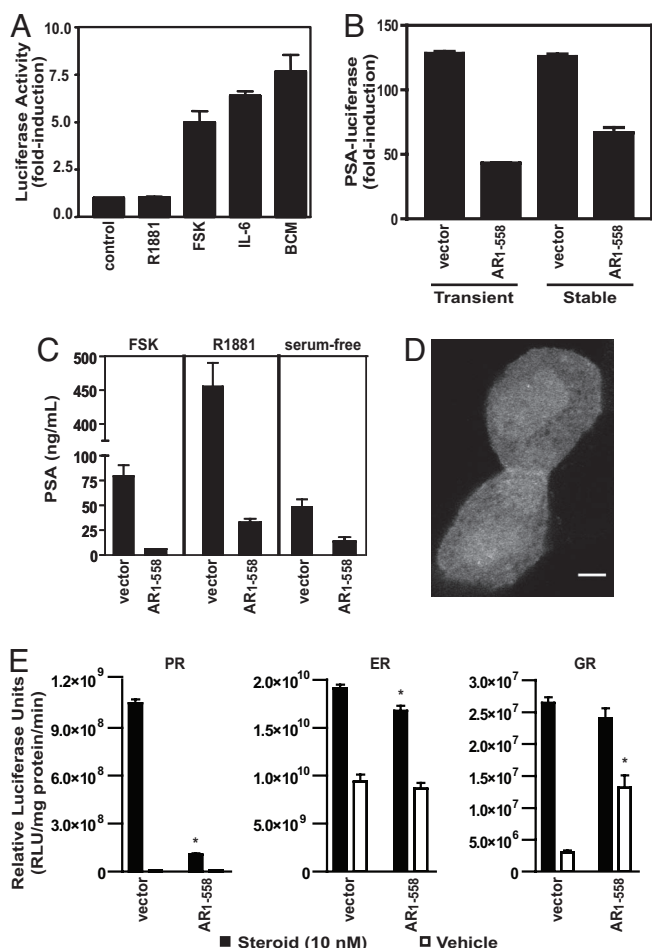 A
Luciferase Activity
(fold-induction)
10.0
7.5
5.0
2.5
0.0
control
R1881
FSK
IL-6
BCM
B
PSA-luciferase
(fold-induction)
150
100
50
0
vector
AR1-558
vector
AR1-558
Transient
Stable
C
FSK
R1881
serum-free
PSA (ng/mL)
500
450
400
100
75
50
25
0
vector
AR1-558
vector
AR1-558
vector
AR1-558
D
E
Relative Luciferase Units
(RLU/mg protein/min)
PR
1.2×10⁹
9.0×10⁸
6.0×10⁸
3.0×10⁸
0
*
vector
AR1-558
ER
2.0×10¹⁰
1.5×10¹⁰
1.0×10¹⁰
5.0×10⁹
0
*
vector
AR1-558
GR
3.0×10⁷
2.5×10⁷
2.0×10⁷
1.5×10⁷
1.0×10⁷
5.0×10⁶
0
*
vector
AR1-558
Steroid (10 nM)
Vehicle